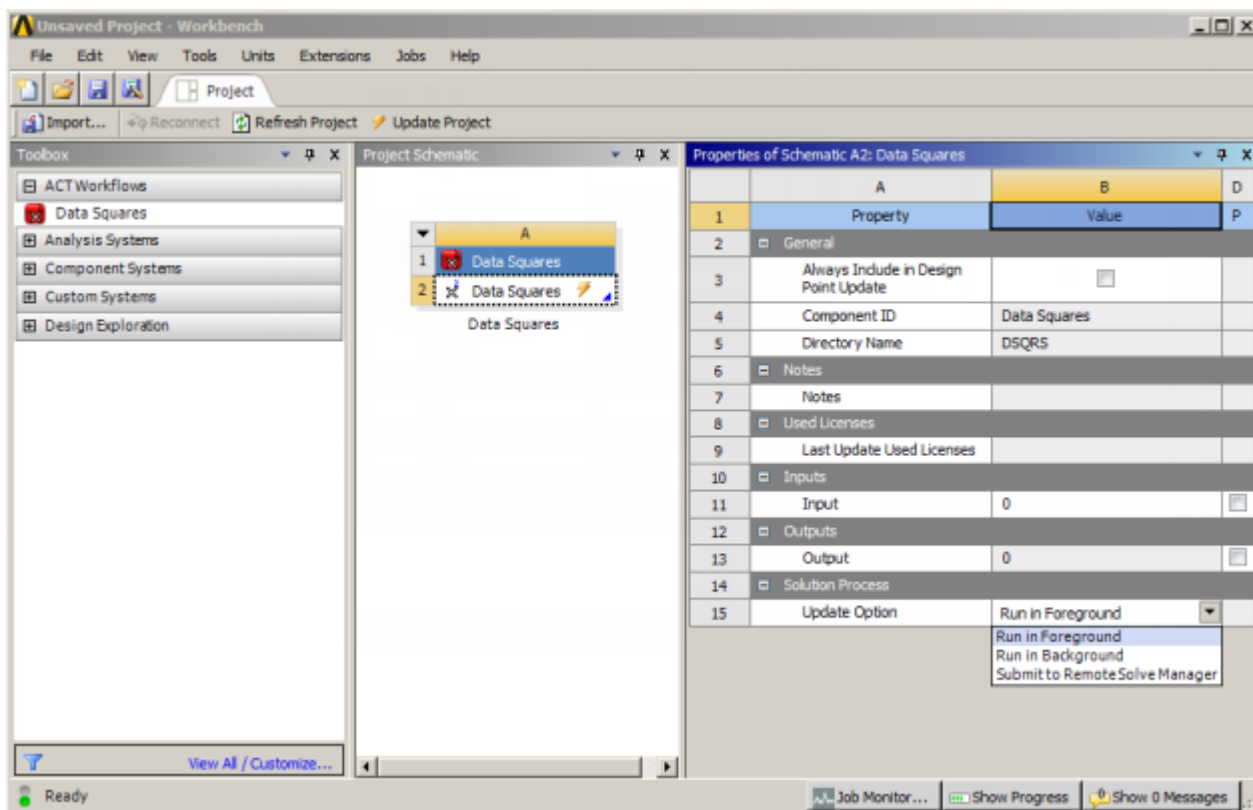 Unsaved Project - Workbench
File Edit View Tools Units Extensions Jobs Help
Project
Import... Reconnect Refresh Project Update Project
Toolbox
ACT Workflows
Data Squares
Analysis Systems
Component Systems
Custom Systems
Design Exploration
View All / Customize...
Project Schematic
A
1 Data Squares
2 Data Squares
Data Squares
Properties of Schematic A2: Data Squares
A B D
1 Property Value P
2 General
3 Always Include in Design
Point Update
4 Component ID Data Squares
5 Directory Name DSQRS
6 Notes
7 Notes
8 Used Licenses
9 Last Update Used Licenses
10 Inputs
11 Input 0
12 Outputs
13 Output 0
14 Solution Process
15 Update Option Run in Foreground
Run in Foreground
Run in Background
Submit to Remote Solve Manager
Ready
Job Monitor... Show Progress Show 0 Messages